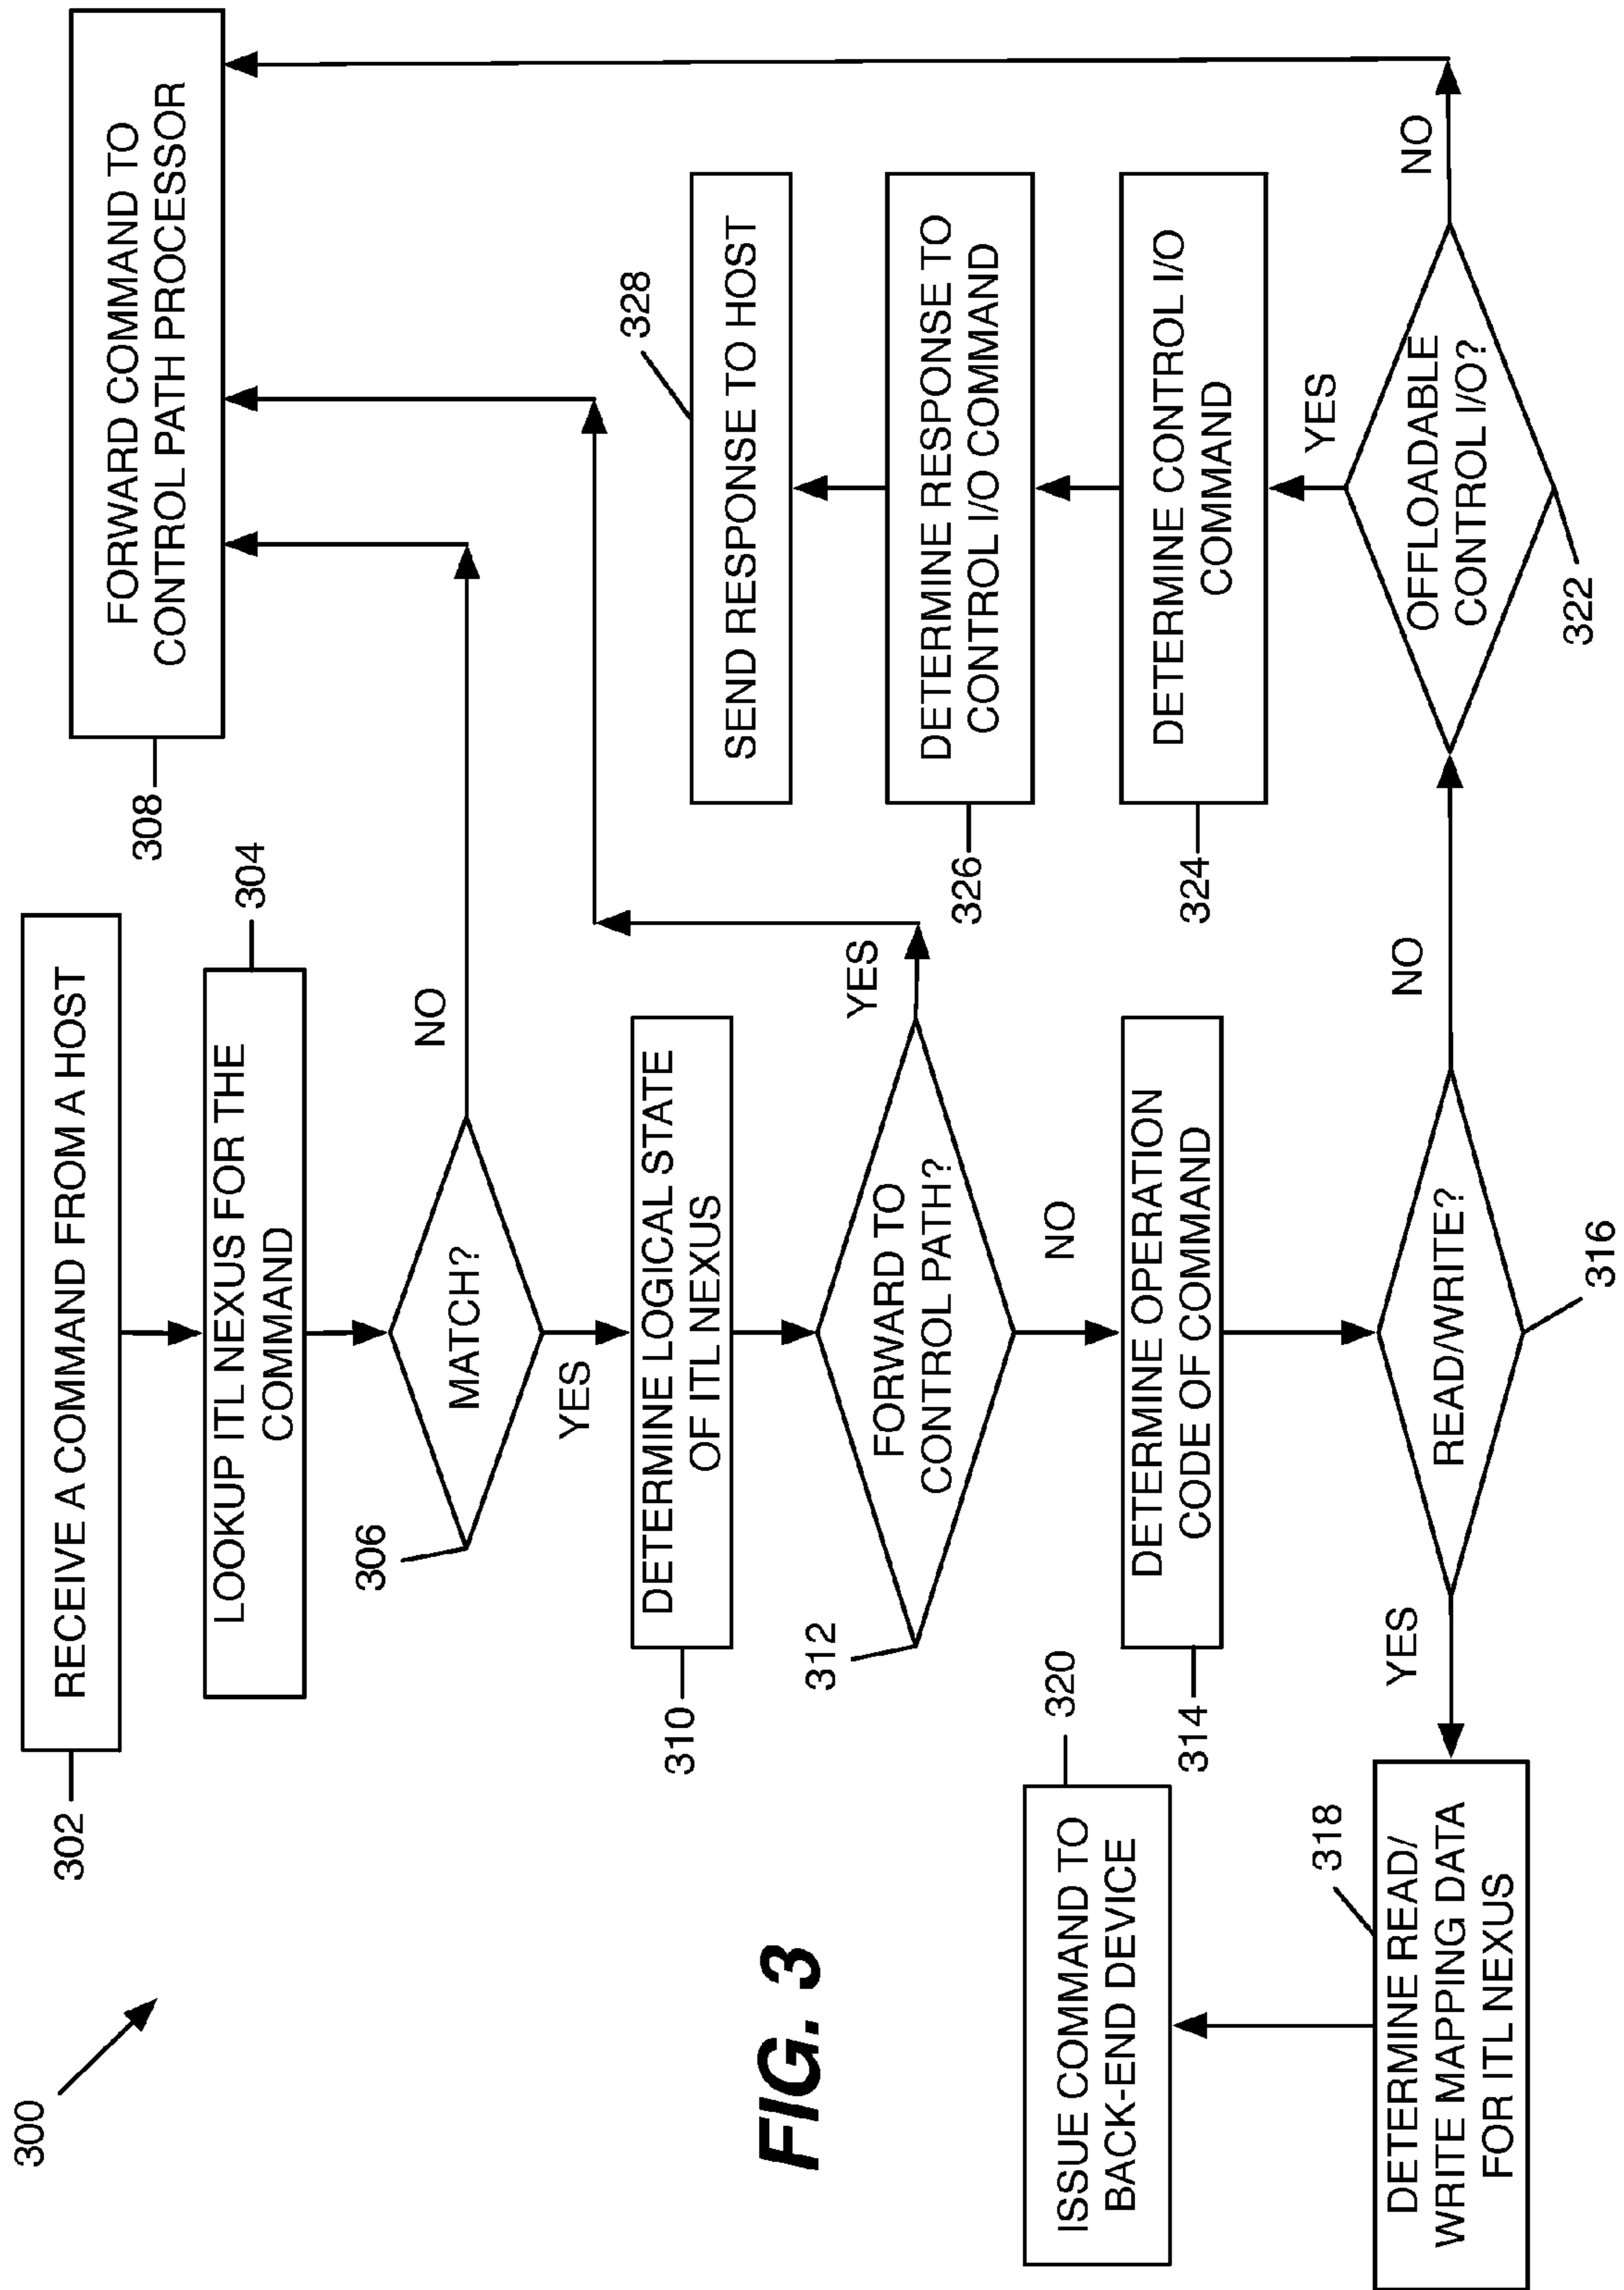 300
302
RECEIVE A COMMAND FROM A HOST
304
LOOKUP ITL NEXUS FOR THE
COMMAND
308
FORWARD COMMAND TO
CONTROL PATH PROCESSOR
306
MATCH?
NO
YES
310
DETERMINE LOGICAL STATE
OF ITL NEXUS
328
SEND RESPONSE TO HOST
312
FORWARD TO
CONTROL PATH?
YES
NO
326
DETERMINE RESPONSE TO
CONTROL I/O COMMAND
FIG. 3
320
ISSUE COMMAND TO
BACK-END DEVICE
314
DETERMINE OPERATION
CODE OF COMMAND
324
DETERMINE CONTROL I/O
COMMAND
YES
318
DETERMINE READ/
WRITE MAPPING DATA
FOR ITL NEXUS
YES
READ/WRITE?
316
NO
OFFLOADABLE
CONTROL I/O?
322
NO